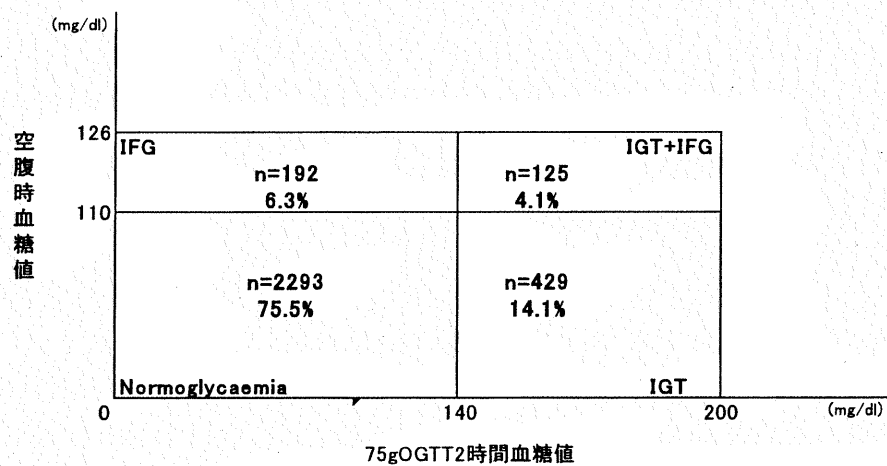 (mg/dl)
空腹時血糖値
126
IFG
IGT+IFG
n=192
6.3%
n=125
4.1%
110
n=2293
75.5%
n=429
14.1%
Normoglycaemia
IGT
0
140
200
(mg/dl)
75gOGTT2時間血糖値